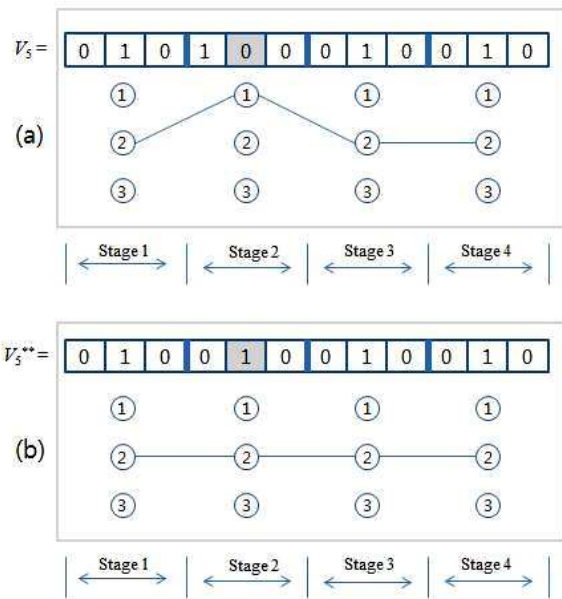 V5 = 0 1 0 1 0 0 0 1 0 0 1 0
1 1 1 1
(a)
2 2 2 2
3 3 3 3
Stage 1 Stage 2 Stage 3 Stage 4
V5** = 0 1 0 0 1 0 0 1 0 0 1 0
1 1 1 1
(b)
2 2 2 2
3 3 3 3
Stage 1 Stage 2 Stage 3 Stage 4